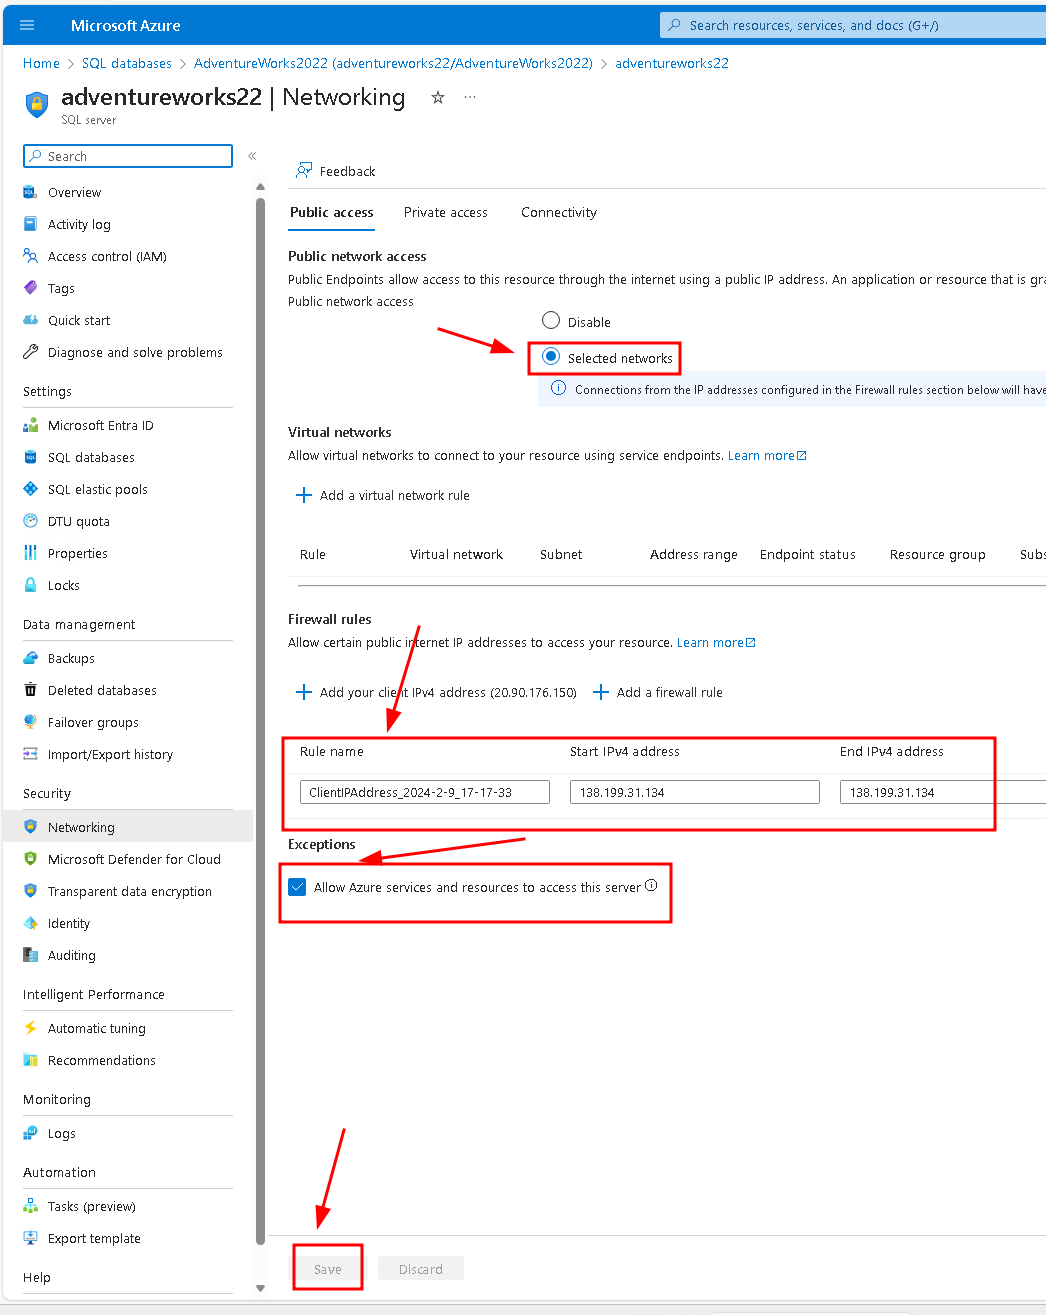 Microsoft Azure
Search resources, services, and docs (G+/)
Home > SQL databases > AdventureWorks2022 (adventureworks22/AdventureWorks2022) > adventureworks22
adventureworks22 | Networking
SQL server
Search
Overview
Activity log
Access control (IAM)
Tags
Quick start
Diagnose and solve problems
Settings
Microsoft Entra ID
SQL databases
SQL elastic pools
DTU quota
Properties
Locks
Data management
Backups
Deleted databases
Failover groups
Import/Export history
Security
Networking
Microsoft Defender for Cloud
Transparent data encryption
Identity
Auditing
Intelligent Performance
Automatic tuning
Recommendations
Monitoring
Logs
Automation
Tasks (preview)
Export template
Help
Feedback
Public access Private access Connectivity
Public network access
Public Endpoints allow access to this resource through the internet using a public IP address. An application or resource that is gra
Public network access
Disable
Selected networks
Connections from the IP addresses configured in the Firewall rules section below will have
Virtual networks
Allow virtual networks to connect to your resource using service endpoints. Learn more
Add a virtual network rule
Rule Virtual network Subnet Address range Endpoint status Resource group Subs
Firewall rules
Allow certain public internet IP addresses to access your resource. Learn more
Add your client IPv4 address (20.90.176.150) Add a firewall rule
Rule name Start IPv4 address End IPv4 address
ClientIPAddress_2024-2-9_17-17-33 138.199.31.134 138.199.31.134
Exceptions
Allow Azure services and resources to access this server
Save Discard